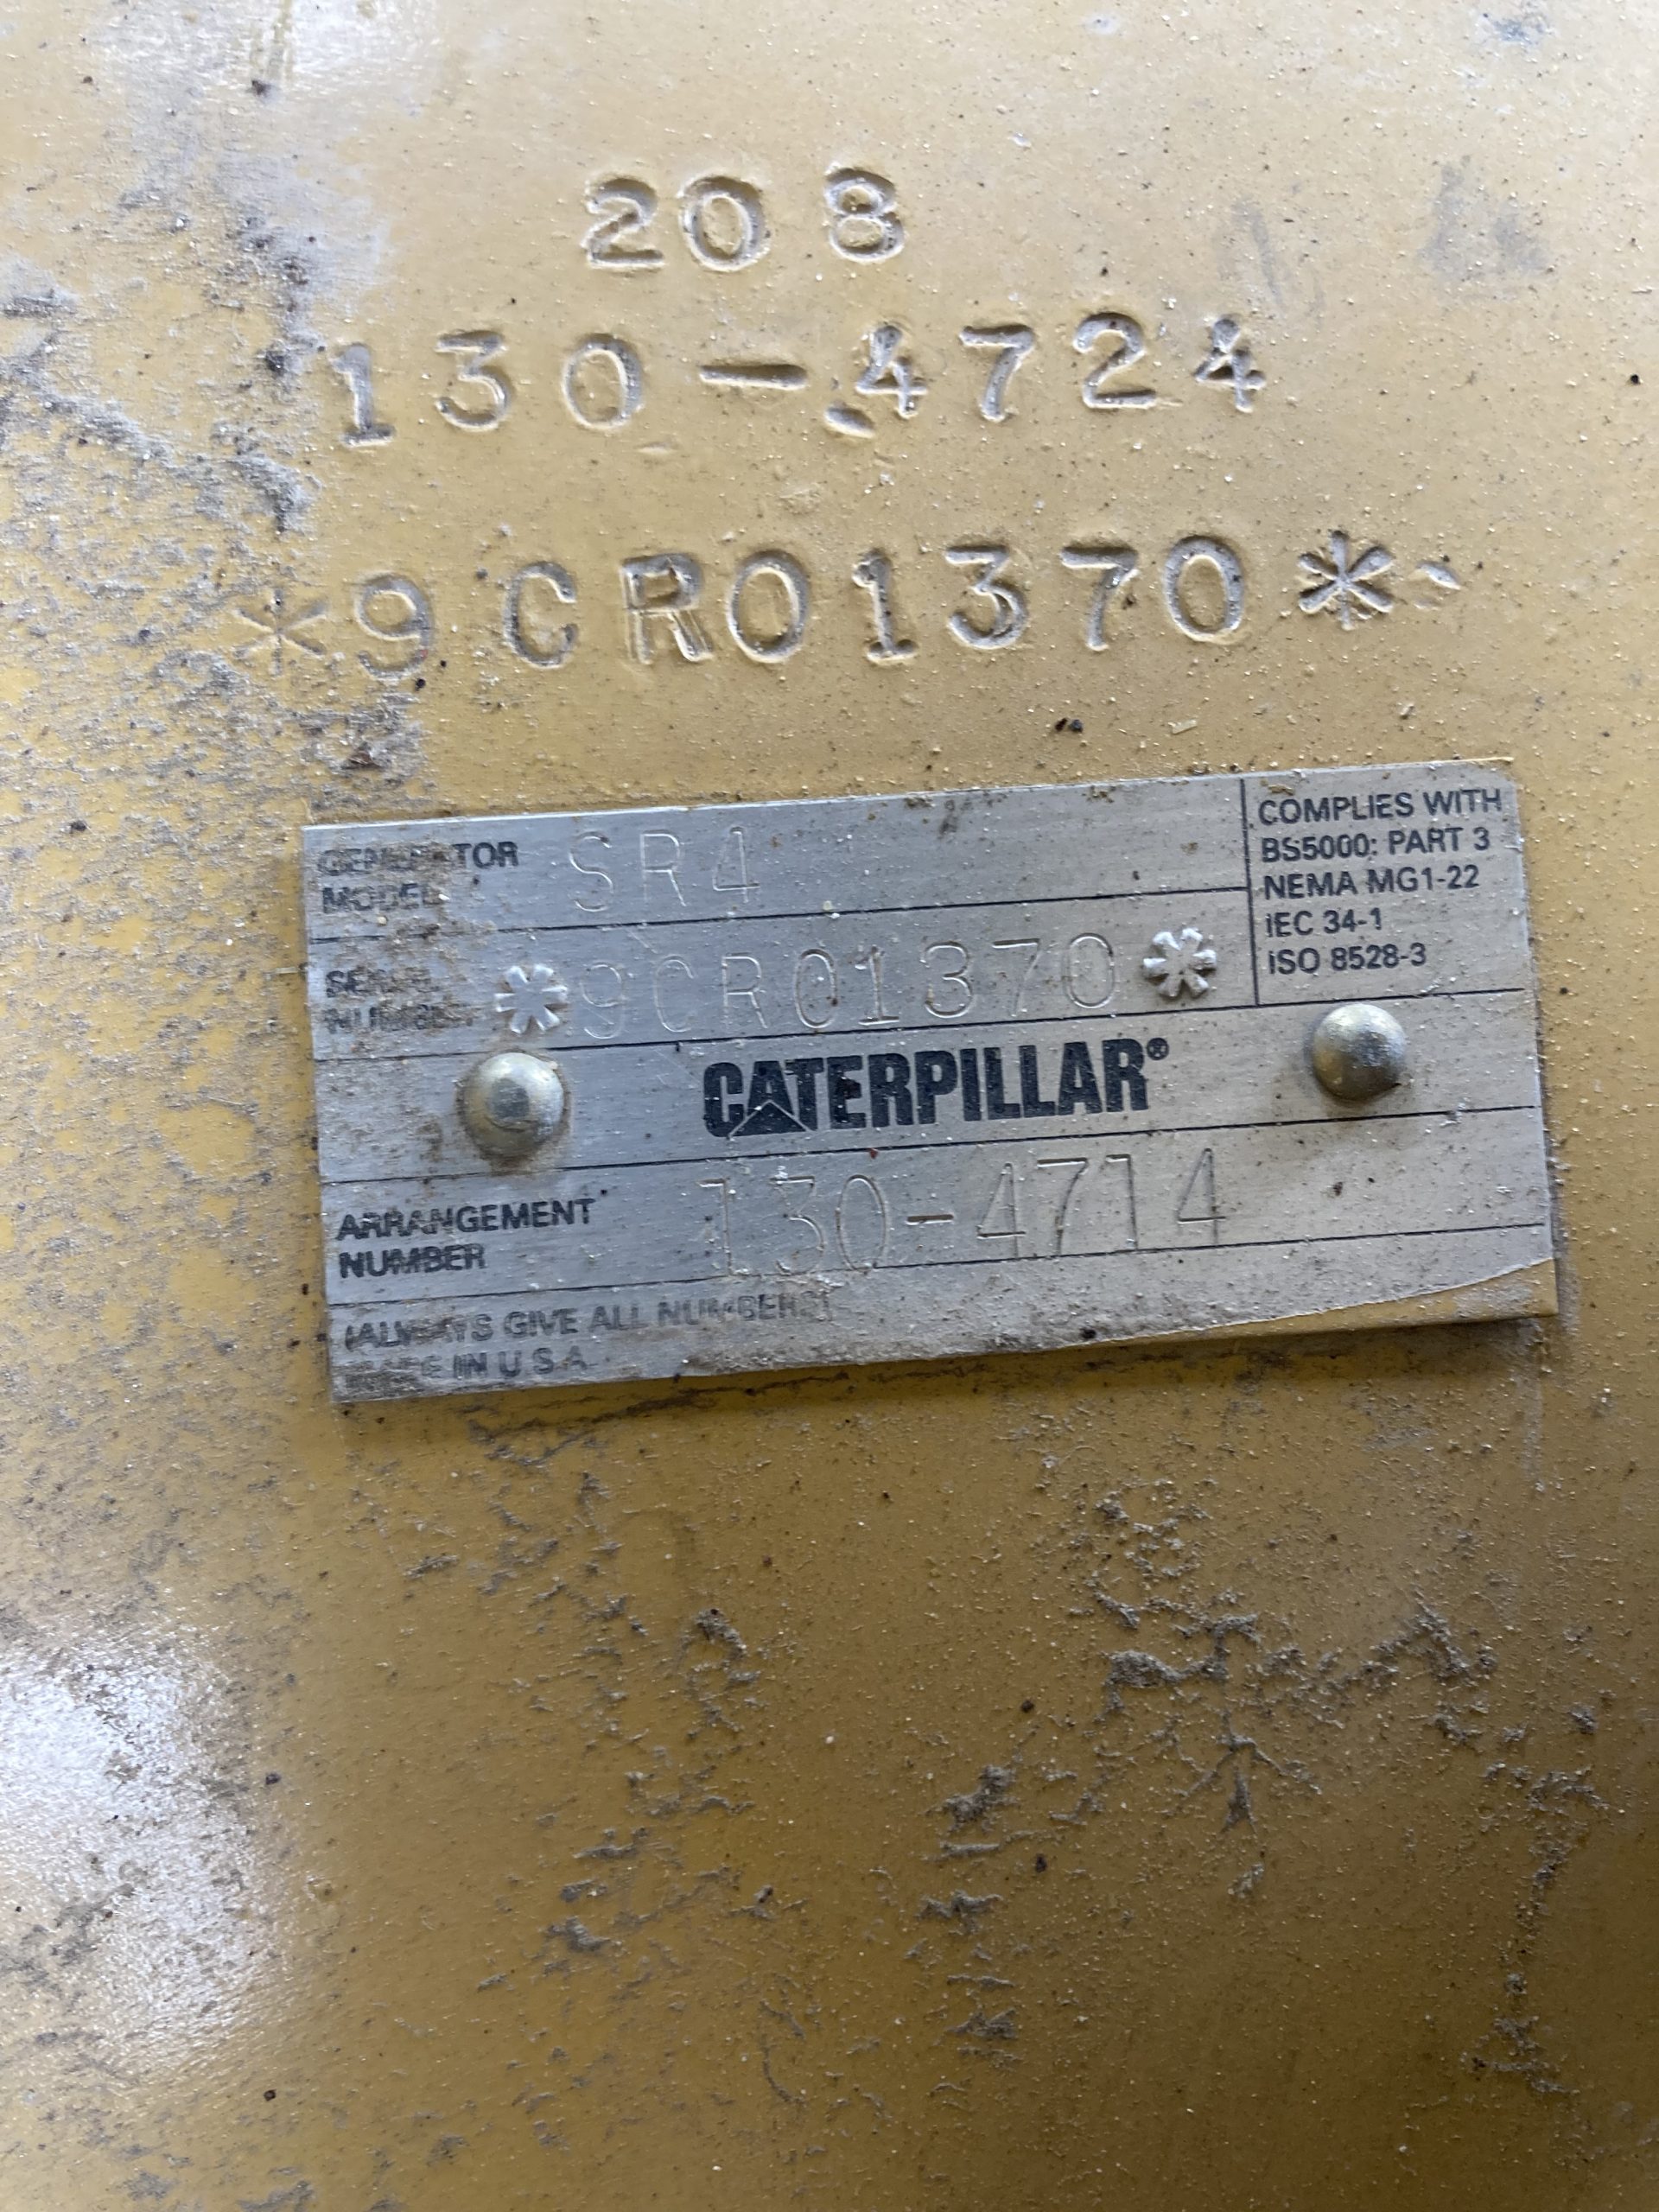 208
130-4724
*9CR01370*
GENERATOR MODEL SR4
SERIAL NUMBER *9CR01370*
COMPLIES WITH
BS5000: PART 3
NEMA MG1-22
IEC 34-1
ISO 8528-3
CATERPILLAR®
ARRANGEMENT NUMBER 130-4714
(ALWAYS GIVE ALL NUMBERS)
MADE IN U S A